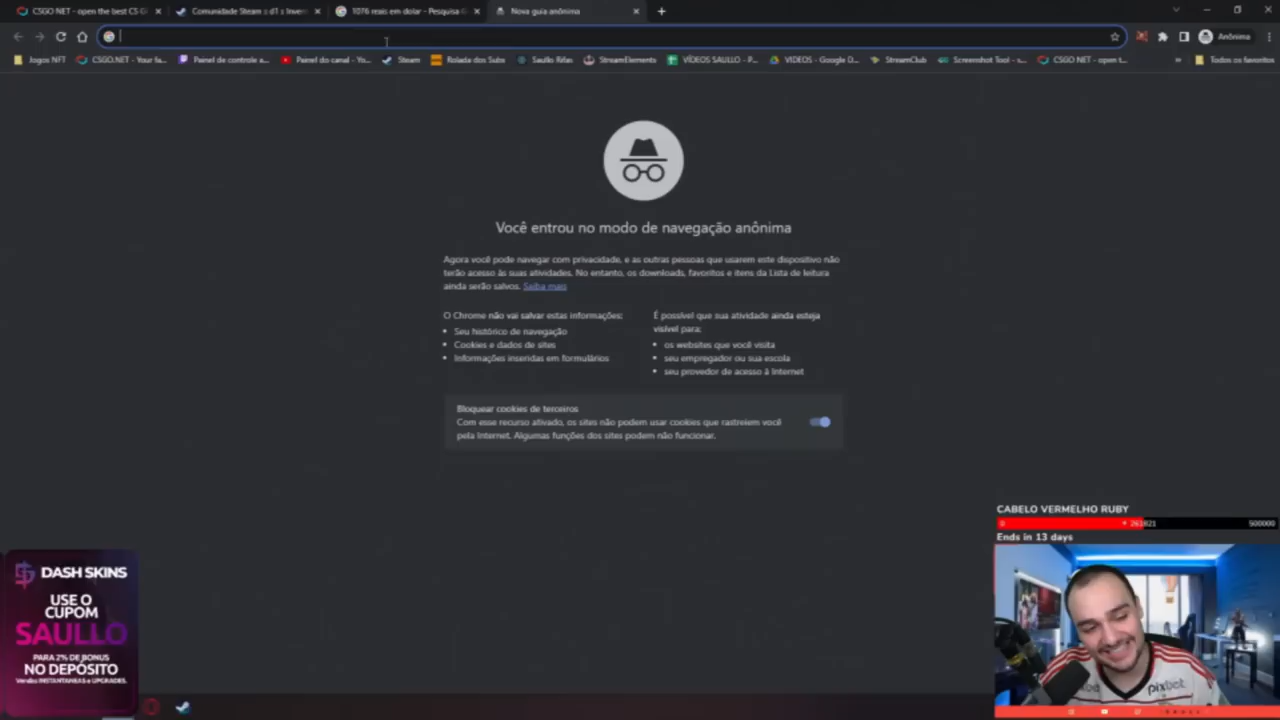 CSGO.NET - open the best CS G
Comunidade Steam :: d1 :: Inven
1076 reais em dolar - Pesquisa G
Nova guia anônima
Anônima
Jogos NFT
CSGO.NET - Your fa...
Painel de controle a...
Painel do canal - Yo...
Steam
Roleta dos Subs
Saullo Rifas
StreamElements
VÍDEOS SAULLO - P...
VIDEOS - Google D...
StreamClub
Screenshot Tool - s...
CSGO NET - open t...
»
Todos os favoritos
Você entrou no modo de navegação anônima
Agora você pode navegar com privacidade, e as outras pessoas que usarem este dispositivo não
terão acesso às suas atividades. No entanto, os downloads, favoritos e itens da Lista de leitura
ainda serão salvos. Saiba mais
O Chrome não vai salvar estas informações:
• Seu histórico de navegação
• Cookies e dados de sites
• Informações inseridas em formulários
É possível que sua atividade ainda esteja
visível para:
• os websites que você visita
• seu empregador ou sua escola
• seu provedor de acesso à Internet
Bloquear cookies de terceiros
Com esse recurso ativado, os sites não podem usar cookies que rastreiem você
pela Internet. Algumas funções dos sites podem não funcionar.
CABELO VERMELHO RUBY
0
261821
500000
Ends in 13 days
DASH SKINS
USE O
CUPOM
SAULLO
PARA 2% DE BONUS
NO DEPÓSITO
Vendas INSTANTANEAS e UPGRADES.
pixbet